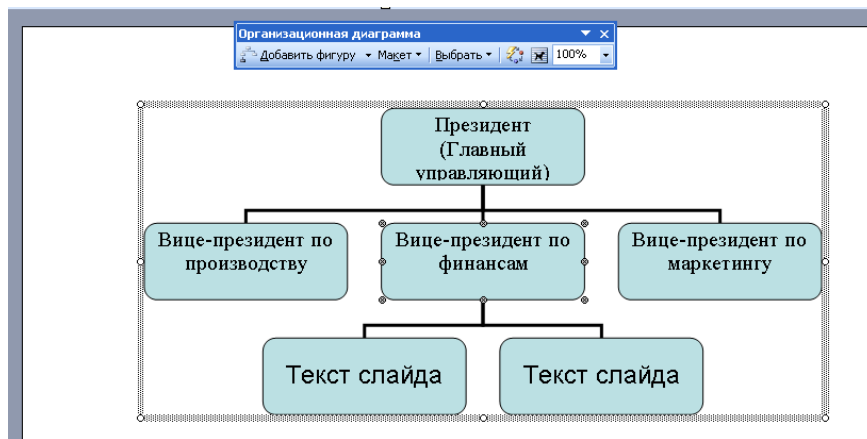 Организационная диаграмма
Добавить фигуру Макет Выбрать 100%
Президент
(Главный
управляющий)
Вице-президент по
производству
Вице-президент по
финансам
Вице-президент по
маркетингу
Текст слайда
Текст слайда